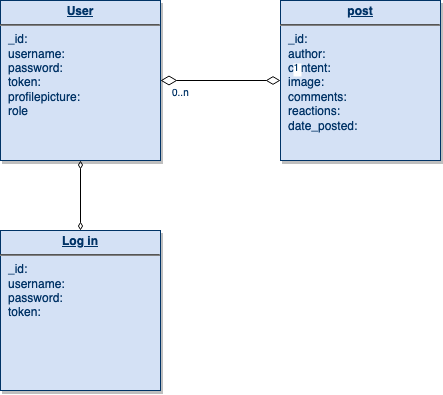 User
_id:
username:
password:
token:
profilepicture:
role
0..n
post
_id:
author:
content:
image:
comments:
reactions:
date_posted:
Log in
_id:
username:
password:
token: